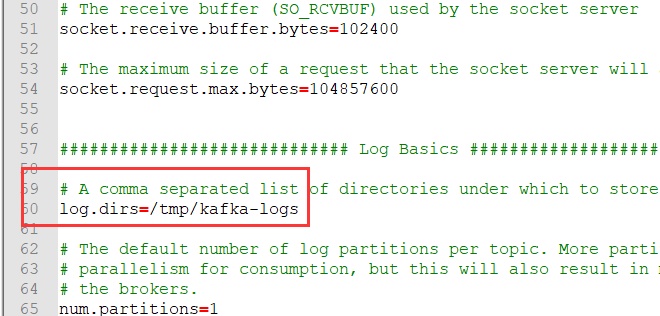 50 # The receive buffer (SO_RCVBUF) used by the socket server
51 socket.receive.buffer.bytes=102400
52
53 # The maximum size of a request that the socket server will
54 socket.request.max.bytes=104857600
55
56
57 ############################# Log Basics ###################
58
59 # A comma separated list of directories under which to store
60 log.dirs=/tmp/kafka-logs
61
62 # The default number of log partitions per topic. More parti
63 # parallelism for consumption, but this will also result in
64 # the brokers.
65 num.partitions=1